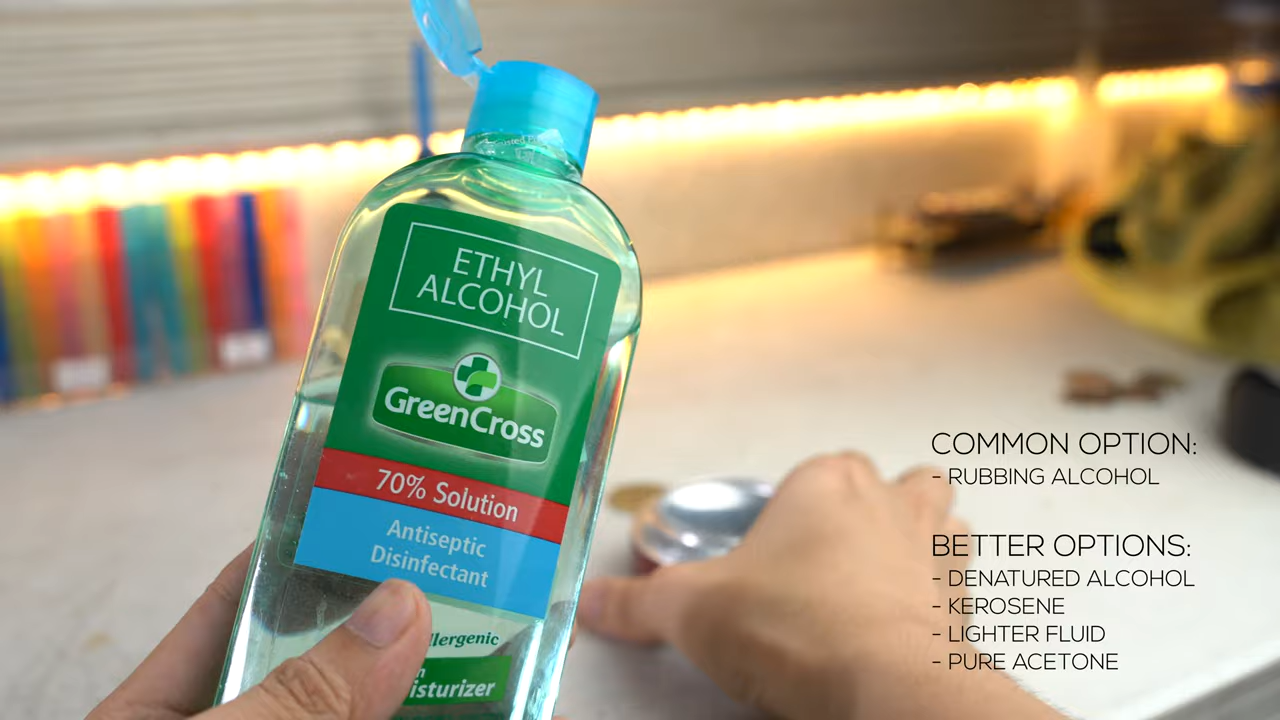 ETHYL
ALCOHOL
GreenCross
70% Solution
Antiseptic
Disinfectant
COMMON OPTION:
- RUBBING ALCOHOL
BETTER OPTIONS:
- DENATURED ALCOHOL
- KEROSENE
- LIGHTER FLUID
- PURE ACETONE